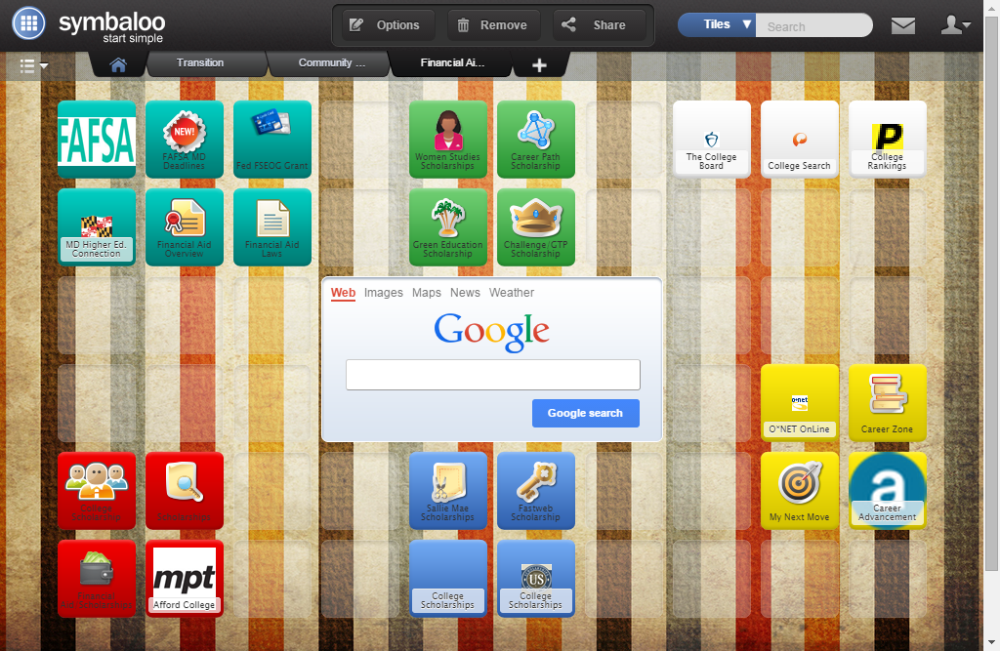 symbaloo
start simple
Options
Remove
Share
Tiles
Search
Transition
Community ...
Financial Ai...
FAFSA
NEW!
FAFSA MD
Deadlines
Fed FSEOG Grant
Women Studies
Scholarships
Career Path
Scholarship
The College
Board
College Search
P
College
Rankings
MD Higher Ed.
Connection
Financial Aid
Overview
Financial Aid
Laws
Green Education
Scholarship
Challenge/GTP
Scholarship
Web Images Maps News Weather
Google
Google search
o*net
O*NET OnLine
Career Zone
Scholarship
Scholarships
Sallie Mae
Scholarships
Fastweb
Scholarship
My Next Move
a
Career
Advancement
Aid Scholarships
mpt
Afford College
College
Scholarships
US
College
Scholarships